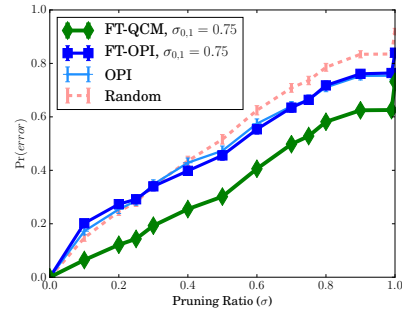 1.0
0.8
0.6
0.4
0.2
0.0
Pr(error)
FT-QCM, σ0,1 = 0.75
FT-OPI, σ0,1 = 0.75
OPI
Random
0.0 0.2 0.4 0.6 0.8 1.0
Pruning Ratio (σ)